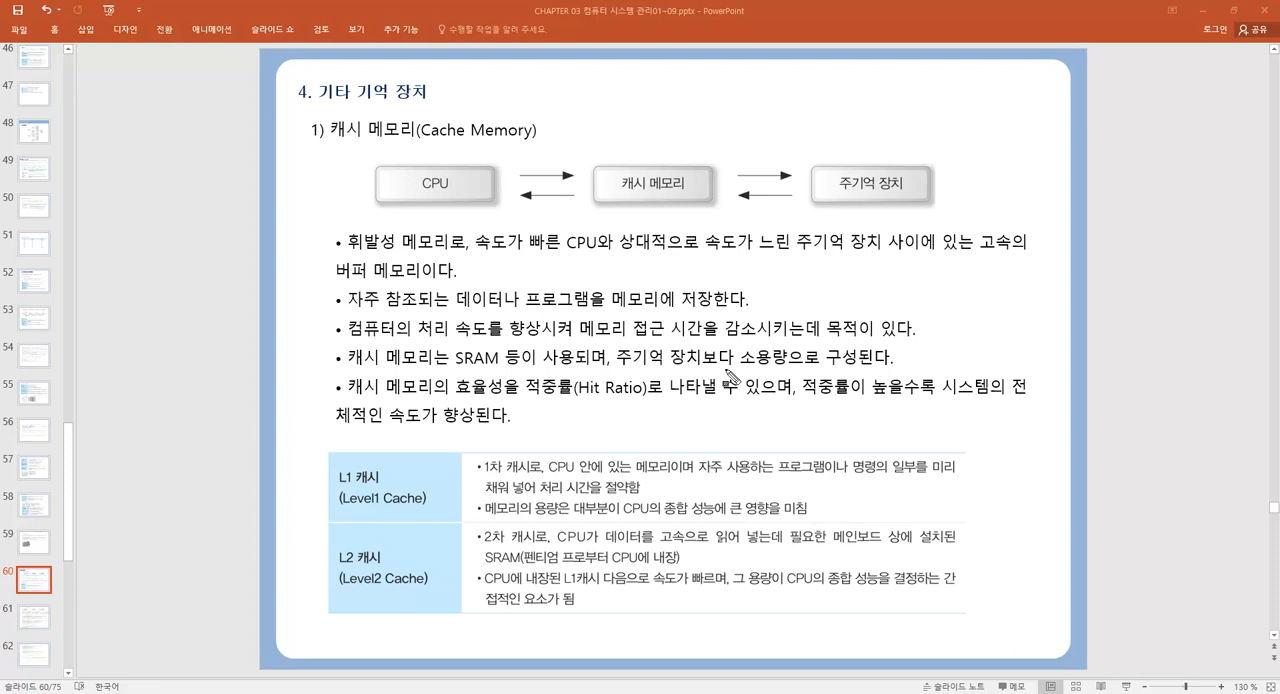 CHAPTER 03 컴퓨터 시스템 관리01~09.pptx - PowerPoint
파일 홈 삽입 디자인 전환 애니메이션 슬라이드 쇼 검토 보기 추가 기능 수행할 작업을 알려 주세요. 로그인 공유
46
47
48
49
50
51
52
53
54
55
56
57
58
59
60
61
62
4. 기타 기억 장치
1) 캐시 메모리(Cache Memory)
CPU 캐시 메모리 주기억 장치
• 휘발성 메모리로, 속도가 빠른 CPU와 상대적으로 속도가 느린 주기억 장치 사이에 있는 고속의
버퍼 메모리이다.
• 자주 참조되는 데이터나 프로그램을 메모리에 저장한다.
• 컴퓨터의 처리 속도를 향상시켜 메모리 접근 시간을 감소시키는데 목적이 있다.
• 캐시 메모리는 SRAM 등이 사용되며, 주기억 장치보다 소용량으로 구성된다.
• 캐시 메모리의 효율성을 적중률(Hit Ratio)로 나타낼 수 있으며, 적중률이 높을수록 시스템의 전
체적인 속도가 향상된다.
L1 캐시
(Level1 Cache)
• 1차 캐시로, CPU 안에 있는 메모리이며 자주 사용하는 프로그램이나 명령의 일부를 미리
채워 넣어 처리 시간을 절약함
• 메모리의 용량은 대부분이 CPU의 종합 성능에 큰 영향을 미침
L2 캐시
(Level2 Cache)
• 2차 캐시로, CPU가 데이터를 고속으로 읽어 넣는데 필요한 메인보드 상에 설치된
SRAM(펜티엄 프로부터 CPU에 내장)
• CPU에 내장된 L1캐시 다음으로 속도가 빠르며, 그 용량이 CPU의 종합 성능을 결정하는 간
접적인 요소가 됨
슬라이드 60/75 한국어 슬라이드 노트 메모 130 %